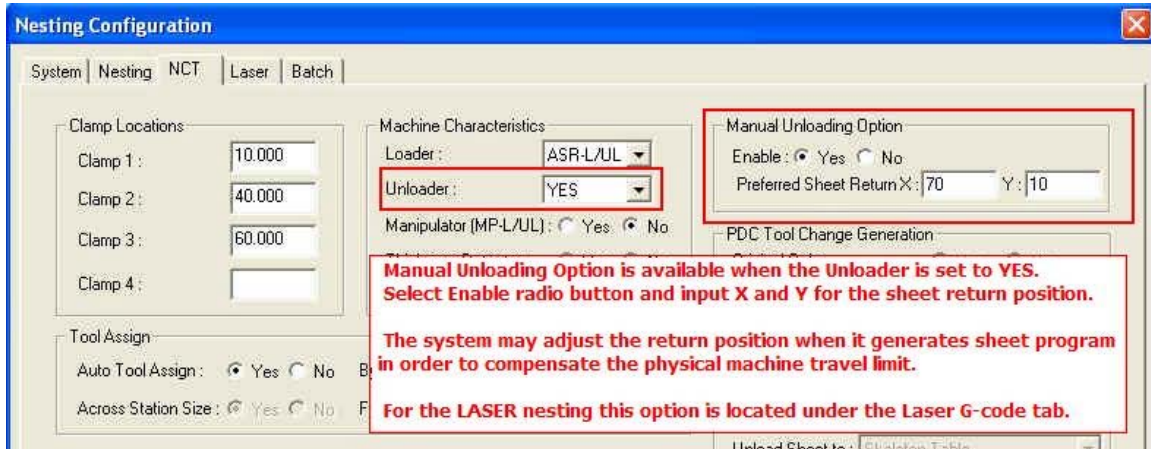 Nesting Configuration
System Nesting NCT Laser Batch
Clamp Locations
Clamp 1 : 10.000
Clamp 2 : 40.000
Clamp 3 : 60.000
Clamp 4 :
Machine Characteristics
Loader : ASR-L/UL
Unloader : YES
Manipulator (MP-L/UL) : Yes No
Manual Unloading Option
Enable : Yes No
Preferred Sheet Return X : 70 Y : 10
PDC Tool Change Generation
Manual Unloading Option is available when the Unloader is set to YES.
Select Enable radio button and input X and Y for the sheet return position.
The system may adjust the return position when it generates sheet program
in order to compensate the physical machine travel limit.
For the LASER nesting this option is located under the Laser G-code tab.
Tool Assign
Auto Tool Assign : Yes No
Across Station Size : Yes No
Unload Sheet to : Skeleton Table